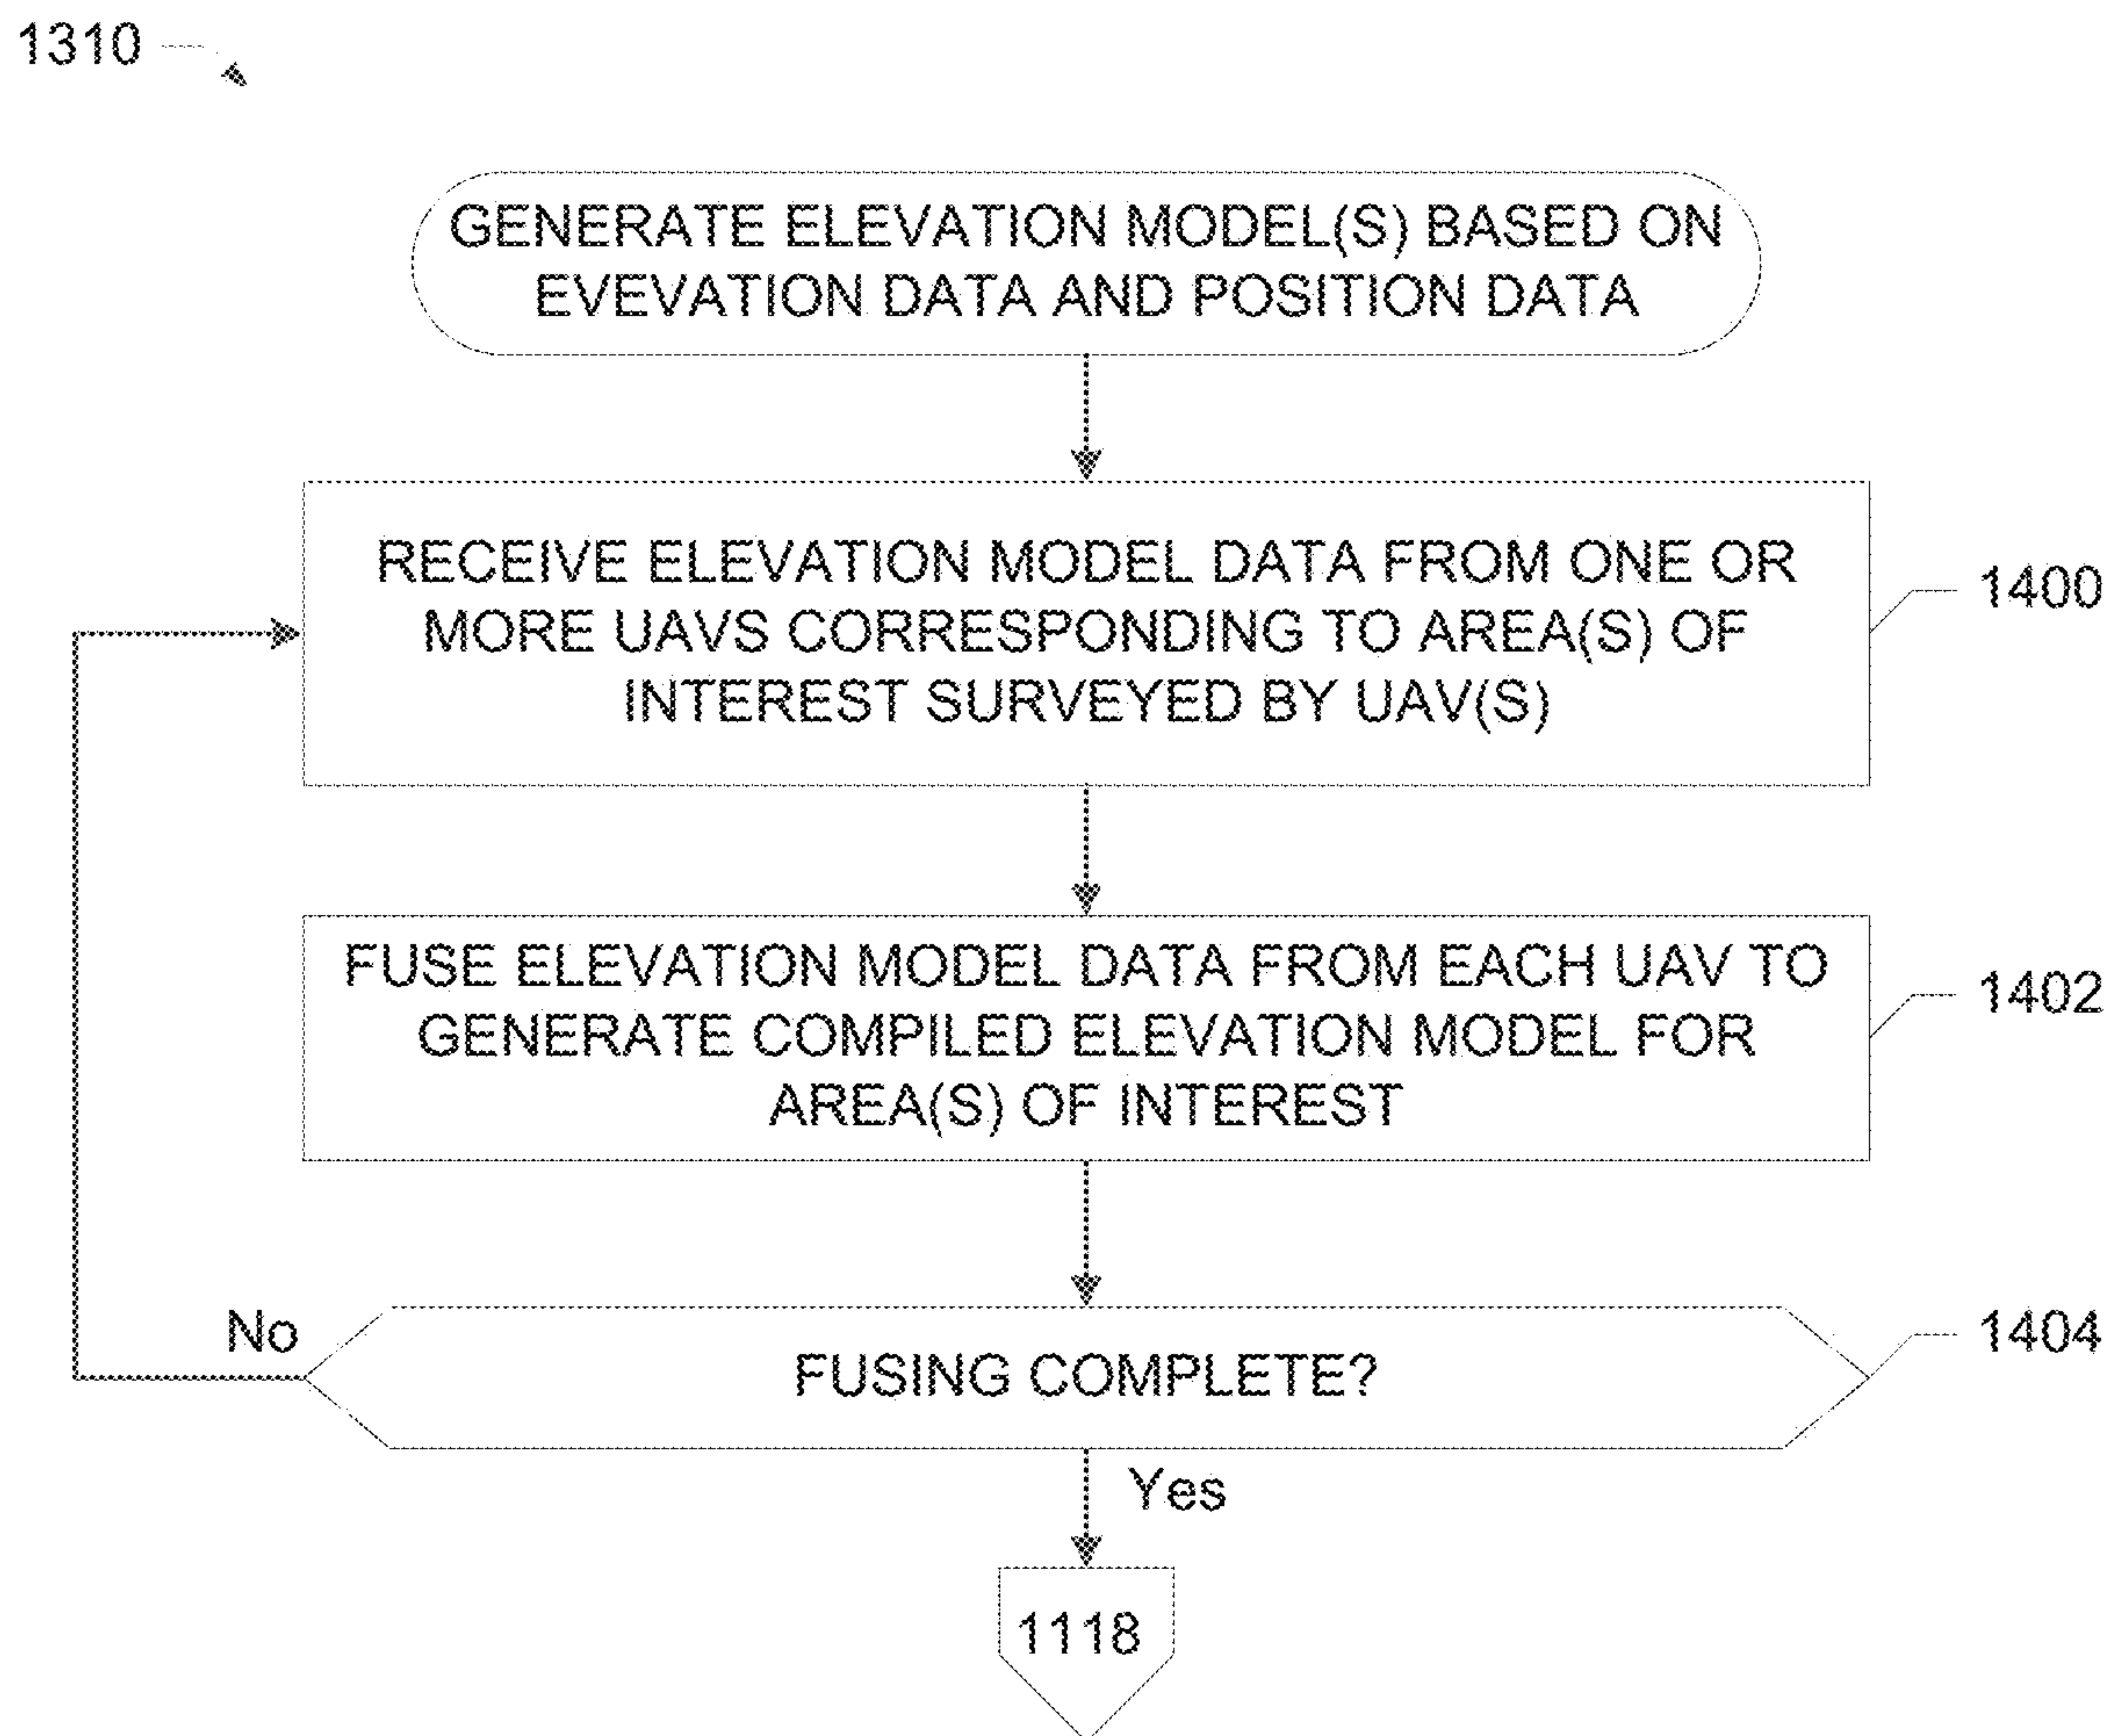 1310
GENERATE ELEVATION MODEL(S) BASED ON
EVEVATION DATA AND POSITION DATA
RECEIVE ELEVATION MODEL DATA FROM ONE OR
MORE UAVS CORRESPONDING TO AREA(S) OF
INTEREST SURVEYED BY UAV(S)
1400
FUSE ELEVATION MODEL DATA FROM EACH UAV TO
GENERATE COMPILED ELEVATION MODEL FOR
AREA(S) OF INTEREST
1402
No
FUSING COMPLETE?
1404
Yes
1118